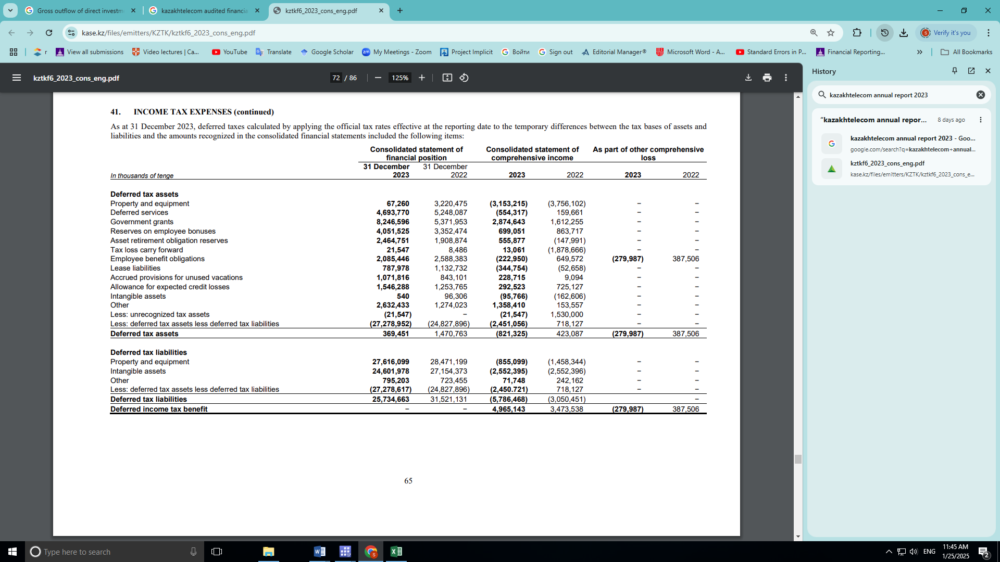 Gross outflow of direct investm
kazakhtelecom audited financia
kztkf6_2023_cons_eng.pdf
kase.kz/files/emitters/KZTK/kztkf6_2023_cons_eng.pdf
Verify it's you
r
View all submissions
Video lectures | Ca...
YouTube
Translate
Google Scholar
My Meetings - Zoom
Project Implicit
Войти
Sign out
Editorial Manager®
Microsoft Word - A...
Standard Errors in P...
Financial Reporting...
All Bookmarks
kztkf6_2023_cons_eng.pdf
72 / 86
125%
41. INCOME TAX EXPENSES (continued)
As at 31 December 2023, deferred taxes calculated by applying the official tax rates effective at the reporting date to the temporary differences between the tax bases of assets and
liabilities and the amounts recognized in the consolidated financial statements included the following items:
Consolidated statement of financial position Consolidated statement of comprehensive income As part of other comprehensive loss
In thousands of tenge 31 December 2023 31 December 2022 2023 2022 2023 2022
Deferred tax assets
Property and equipment 67,260 3,220,475 (3,153,215) (3,756,102) – –
Deferred services 4,693,770 5,248,087 (554,317) 159,661 – –
Government grants 8,246,596 5,371,953 2,874,643 1,612,255 – –
Reserves on employee bonuses 4,051,525 3,352,474 699,051 863,717 – –
Asset retirement obligation reserves 2,464,751 1,908,874 555,877 (147,991) – –
Tax loss carry forward 21,547 8,486 13,061 (1,878,666) – –
Employee benefit obligations 2,085,446 2,588,383 (222,950) 649,572 (279,987) 387,506
Lease liabilities 787,978 1,132,732 (344,754) (52,658) – –
Accrued provisions for unused vacations 1,071,816 843,101 228,715 9,094 – –
Allowance for expected credit losses 1,546,288 1,253,765 292,523 725,127 – –
Intangible assets 540 96,306 (95,766) (162,606) – –
Other 2,632,433 1,274,023 1,358,410 153,557 – –
Less: unrecognized tax assets (21,547) – (21,547) 1,530,000 – –
Less: deferred tax assets less deferred tax liabilities (27,278,952) (24,827,896) (2,451,056) 718,127 – –
Deferred tax assets 369,451 1,470,763 (821,325) 423,087 (279,987) 387,506
Deferred tax liabilities
Property and equipment 27,616,099 28,471,199 (855,099) (1,458,344) – –
Intangible assets 24,601,978 27,154,373 (2,552,395) (2,552,396) – –
Other 795,203 723,455 71,748 242,162 – –
Less: deferred tax assets less deferred tax liabilities (27,278,617) (24,827,896) (2,450.721) 718,127 – –
Deferred tax liabilities 25,734,663 31,521,131 (5,786,468) (3,050,451) –
Deferred income tax benefit – – 4,965,143 3,473,538 (279,987) 387,506
65
History
kazakhtelecom annual report 2023
"kazakhtelecom annual repor... 8 days ago
kazakhtelecom annual report 2023 - Goo...
google.com/search?q=kazakhtelecom+annual...
kztkf6_2023_cons_eng.pdf
kase.kz/files/emitters/KZTK/kztkf6_2023_cons_e...
Type here to search
ENG
11:45 AM
1/25/2025
2